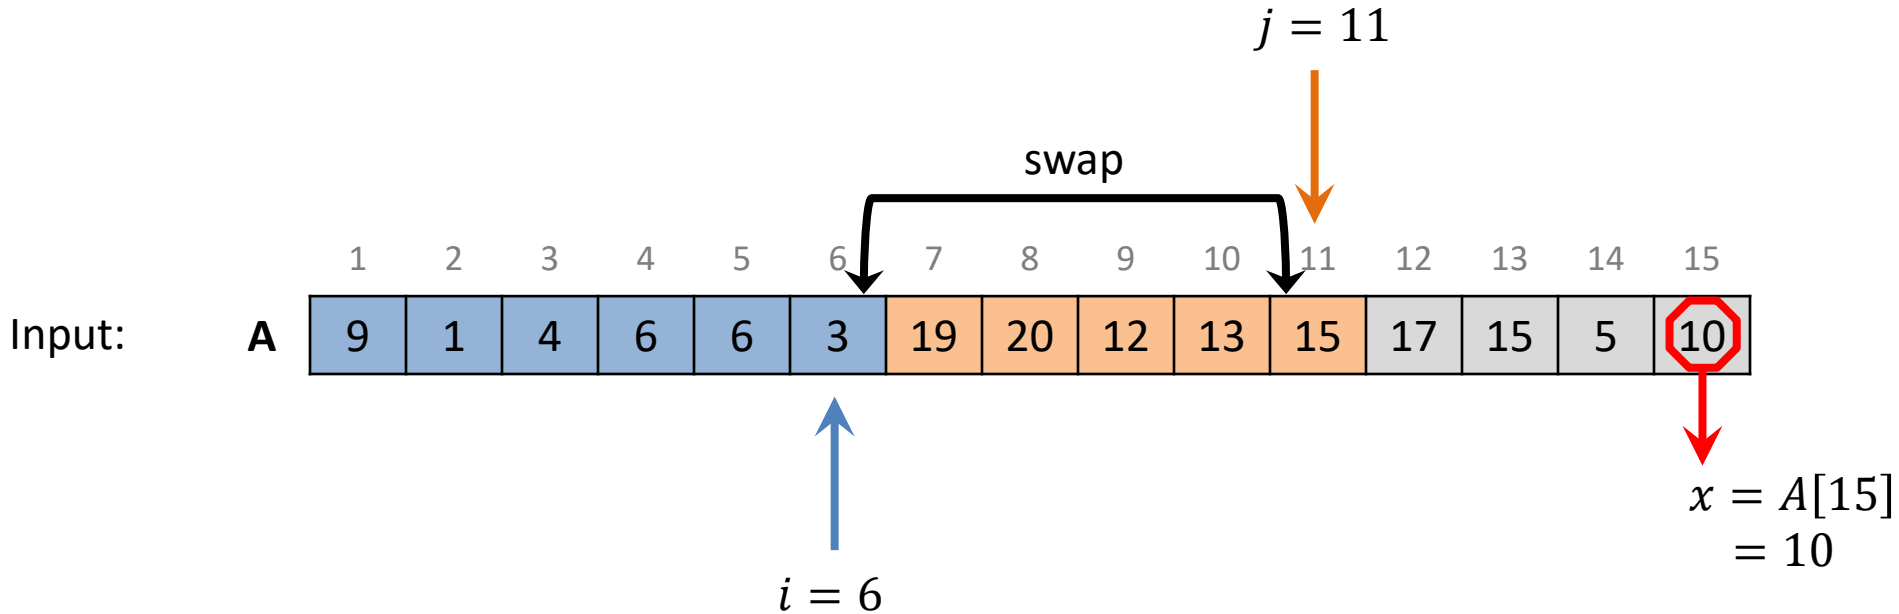 j = 11
swap
1 2 3 4 5 6 7 8 9 10 11 12 13 14 15
Input: A 9 1 4 6 6 3 19 20 12 13 15 17 15 5 10
x = A[15]
= 10
i = 6